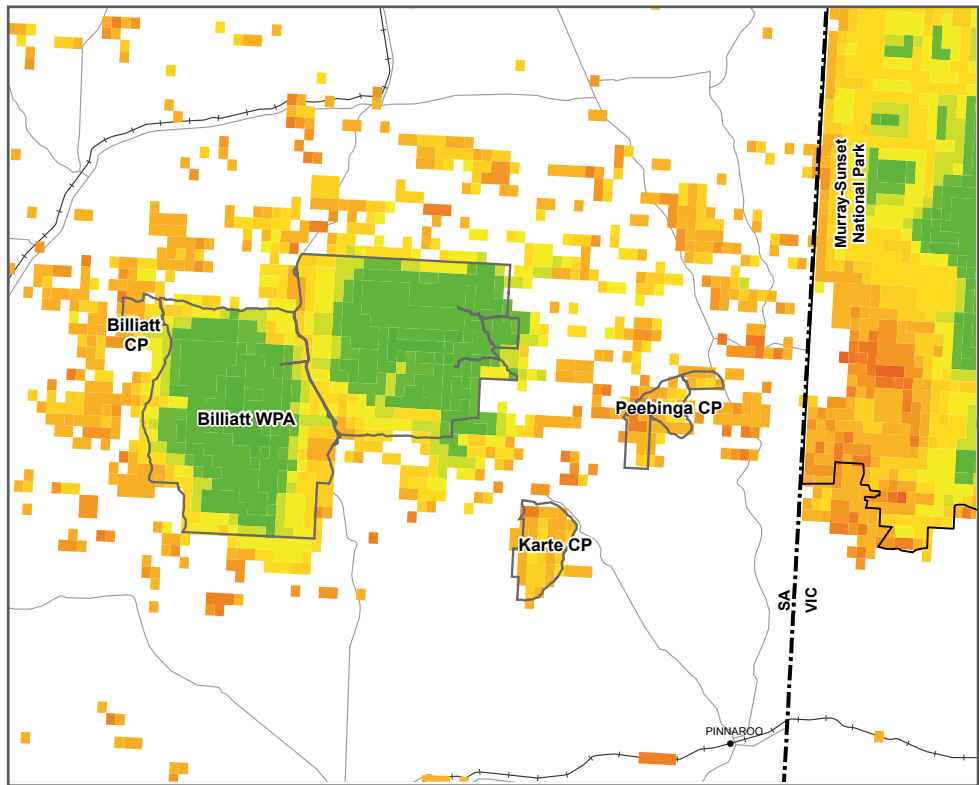 Murray-Sunset
National Park
Billiatt
CP
Billiatt WPA
Peebinga CP
Karte CP
SA
VIC
PINNAROO